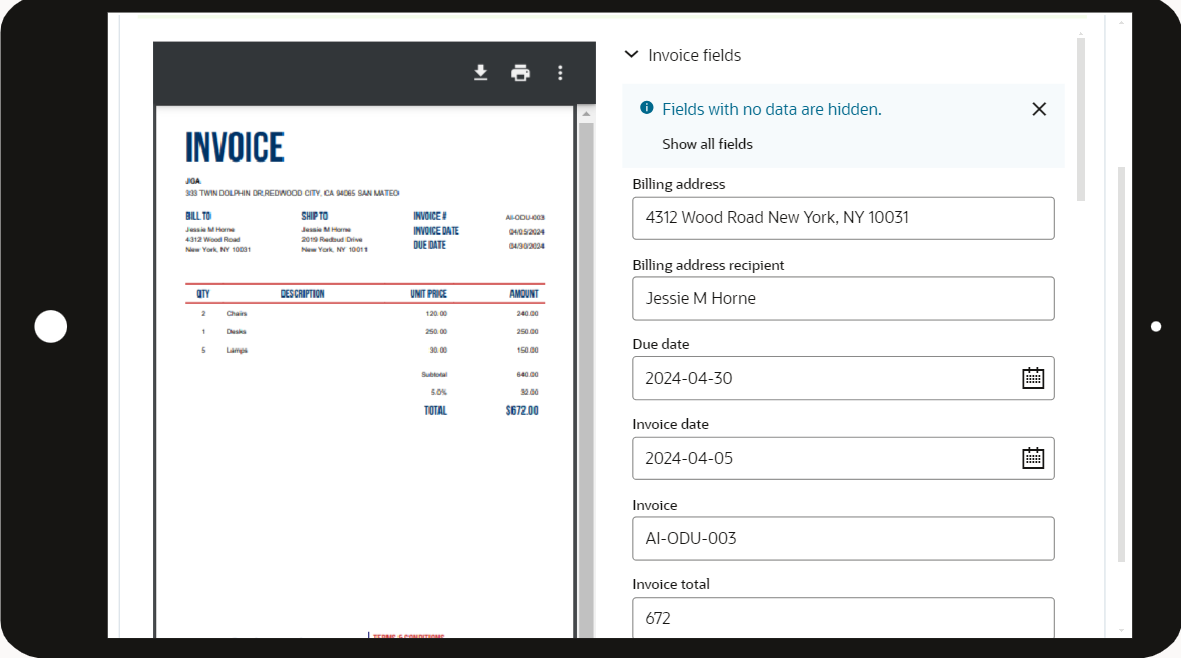 INVOICE
JIGA.
333 TWIN DOLPHIN DR,REDWOOD CITY, CA 94065 SAN MATEO
BILL TO
Jessie M Horne
4312 Wood Road
New York, NY 10031
SHIP TO
Jessie M Horne
2019 Redbud Drive
New York, NY 10011
INVOICE # AI-ODU-003
INVOICE DATE 04/05/2024
DUE DATE 04/30/2024
QTY DESCRIPTION UNIT PRICE AMOUNT
2 Chairs 120.00 240.00
1 Desks 250.00 250.00
5 Lamps 30.00 150.00
Subtotal 640.00
5.0% 32.00
TOTAL $672.00
TERMS & CONDITIONS
Invoice fields
Fields with no data are hidden.
Show all fields
Billing address
4312 Wood Road New York, NY 10031
Billing address recipient
Jessie M Horne
Due date
2024-04-30
Invoice date
2024-04-05
Invoice
AI-ODU-003
Invoice total
672